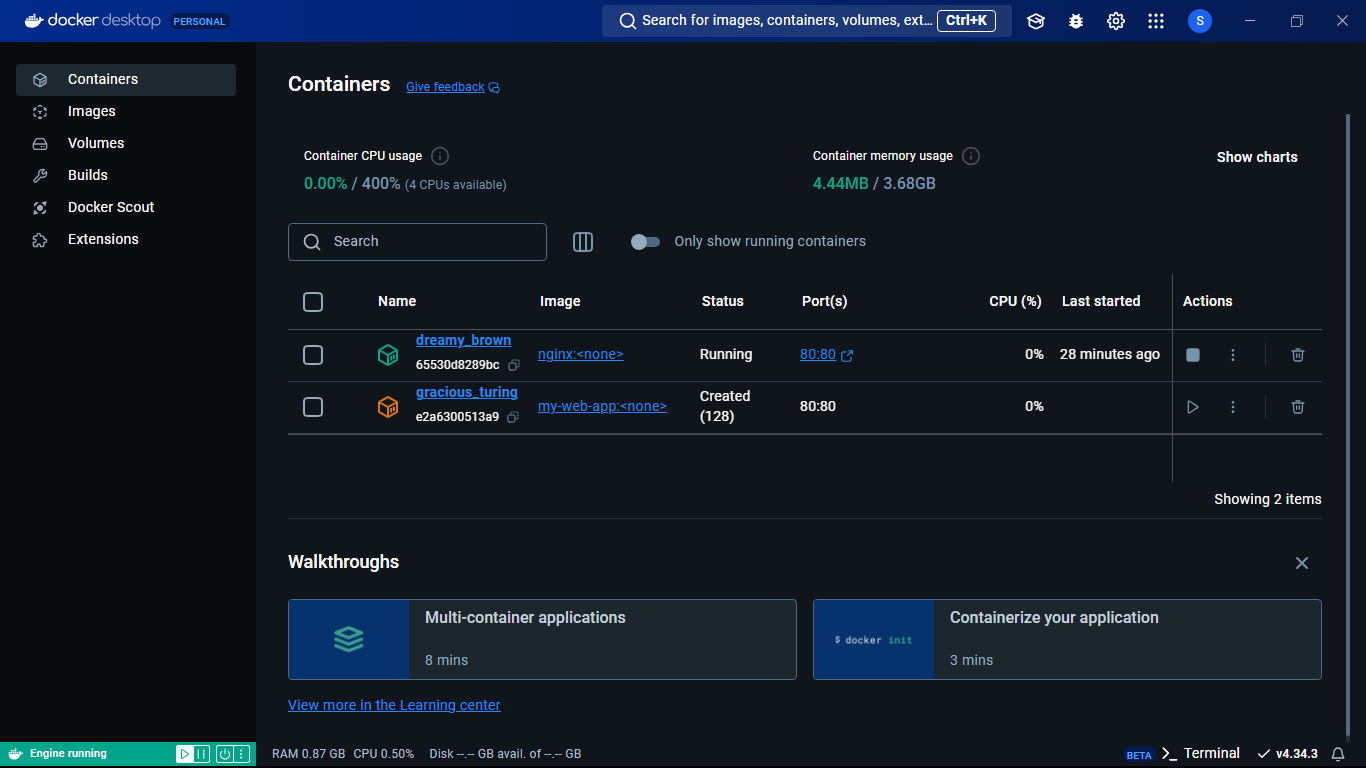 docker desktop PERSONAL
Search for images, containers, volumes, ext... Ctrl+K
S
Containers
Images
Volumes
Builds
Docker Scout
Extensions
Containers Give feedback
Container CPU usage
0.00% / 400% (4 CPUs available)
Container memory usage
4.44MB / 3.68GB
Show charts
Search
Only show running containers
Name Image Status Port(s) CPU (%) Last started Actions
dreamy_brown
65530d8289bc
nginx:<none> Running 80:80 0% 28 minutes ago
gracious_turing
e2a6300513a9
my-web-app:<none>
Created
(128)
80:80 0%
Showing 2 items
Walkthroughs
Multi-container applications
8 mins
$ docker init
Containerize your application
3 mins
View more in the Learning center
Engine running
RAM 0.87 GB CPU 0.50% Disk --.-- GB avail. of --.-- GB
BETA >_ Terminal v4.34.3